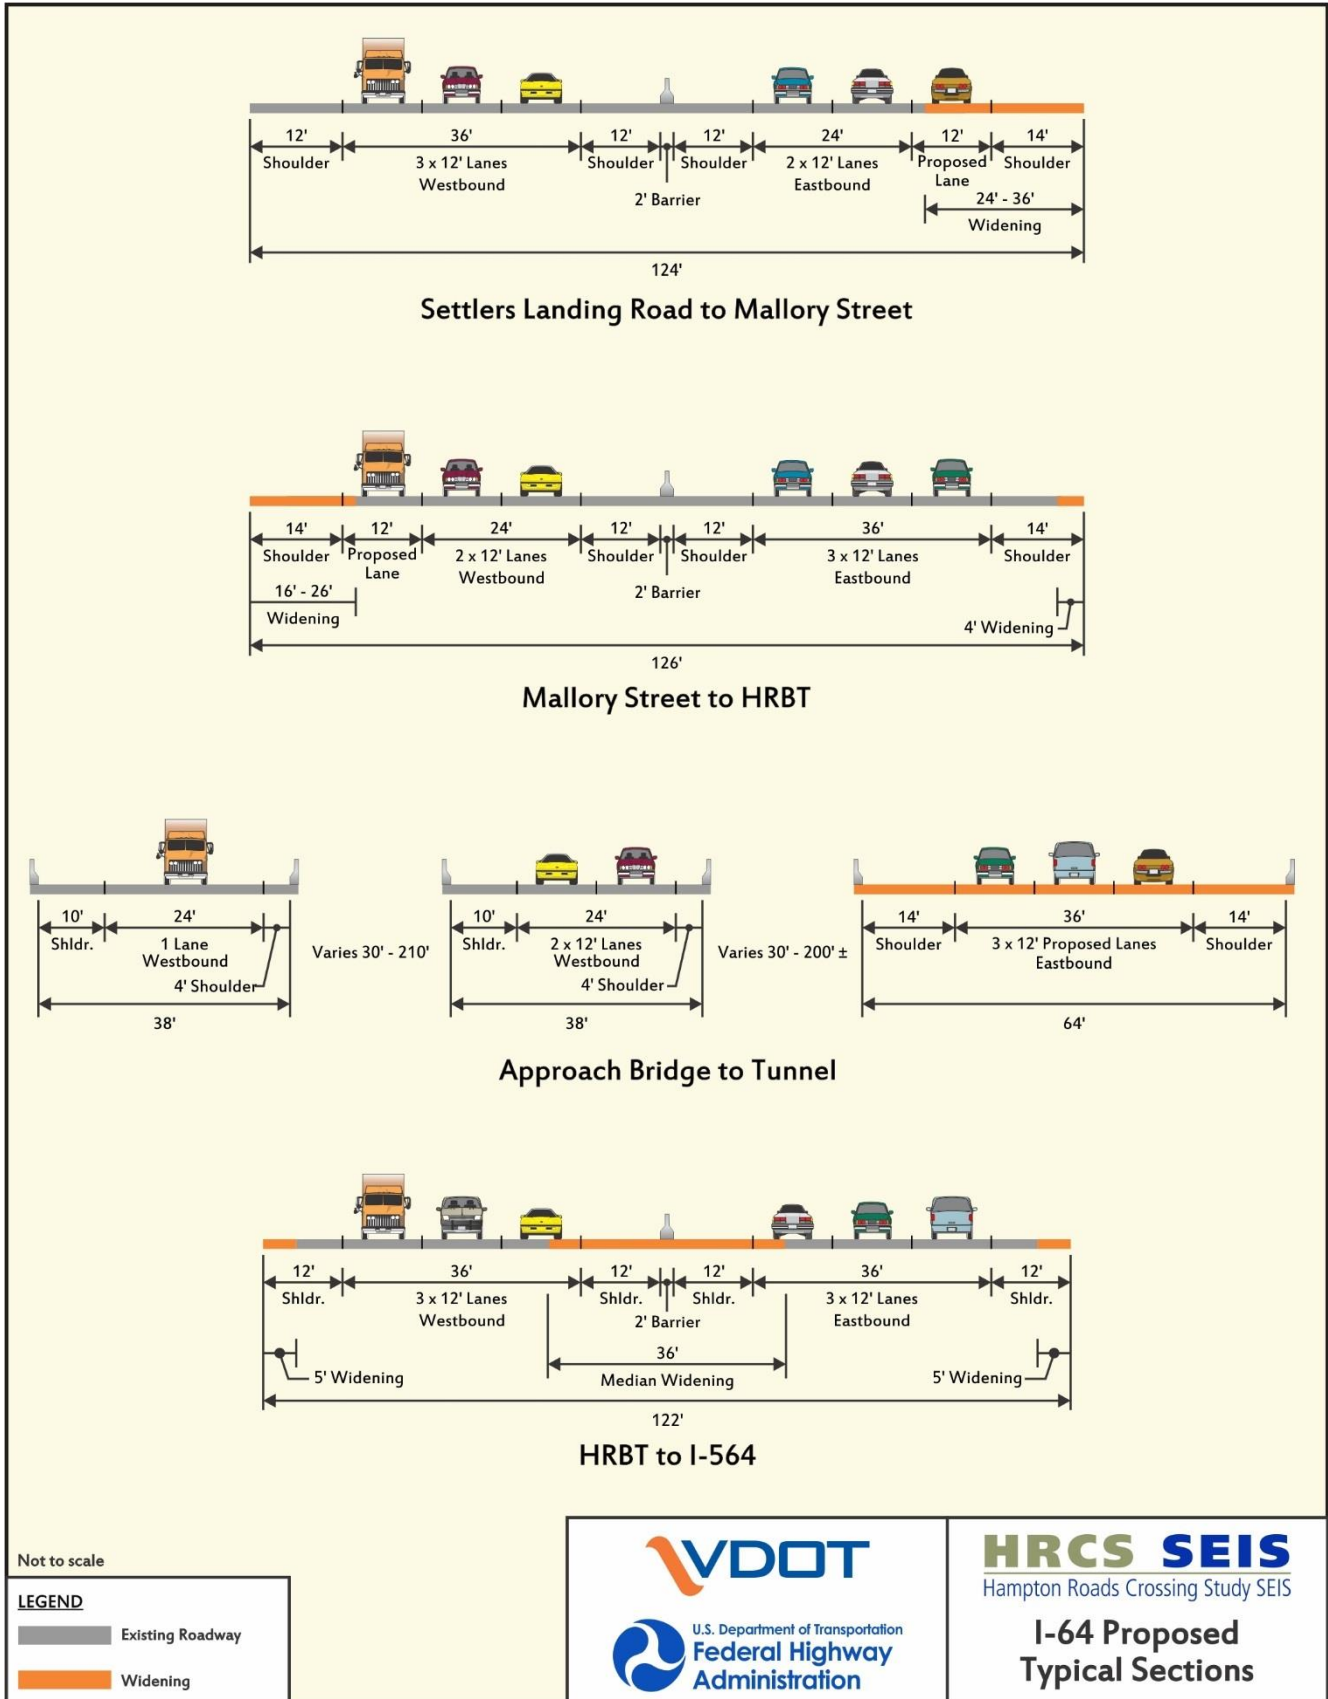 12' 36' 12' 12' 24' 12' 14'
Shoulder 3 x 12' Lanes Shoulder Shoulder 2 x 12' Lanes Proposed Shoulder
Westbound Eastbound Lane
2' Barrier 24' - 36'
Widening
124'
Settlers Landing Road to Mallory Street
14' 12' 24' 12' 12' 36' 14'
Shoulder Proposed 2 x 12' Lanes Shoulder Shoulder 3 x 12' Lanes Shoulder
Lane Westbound Eastbound
16' - 26' 2' Barrier
Widening 4' Widening
126'
Mallory Street to HRBT
10' 24' 10' 24' 14' 36' 14'
Shldr. 1 Lane Varies 30' - 210' Shldr. 2 x 12' Lanes Varies 30' - 200' ± Shoulder 3 x 12' Proposed Lanes Shoulder
Westbound Westbound Eastbound
4' Shoulder 4' Shoulder
38' 38' 64'
Approach Bridge to Tunnel
12' 36' 12' 12' 36' 12'
Shldr. 3 x 12' Lanes Shldr. Shldr. 3 x 12' Lanes Shldr.
Westbound 2' Barrier Eastbound
36'
5' Widening Median Widening 5' Widening
122'
HRBT to I-564
Not to scale
LEGEND
Existing Roadway
Widening
VDOT
U.S. Department of Transportation
Federal Highway
Administration
HRCS SEIS
Hampton Roads Crossing Study SEIS
I-64 Proposed
Typical Sections